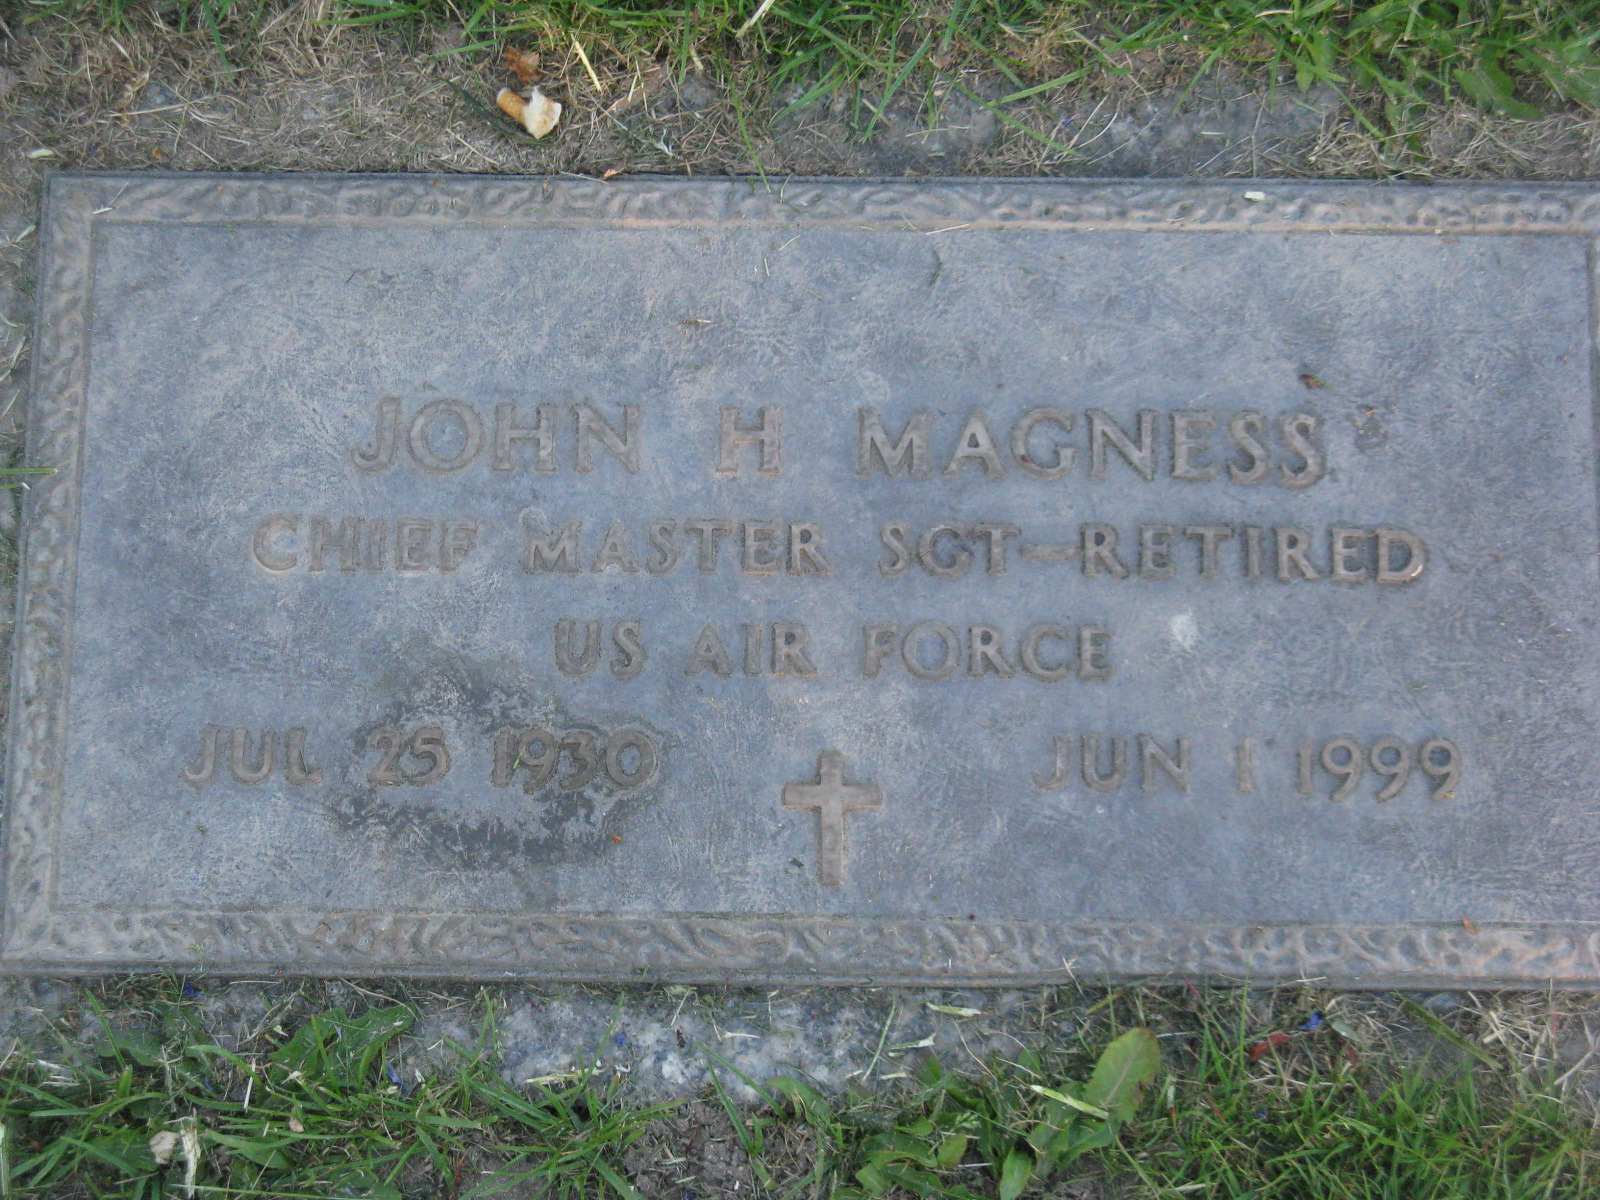 JOHN H MAGNESS
CHIEF MASTER SGT-RETIRED
US AIR FORCE
JUL 25 1930 JUN 1 1999